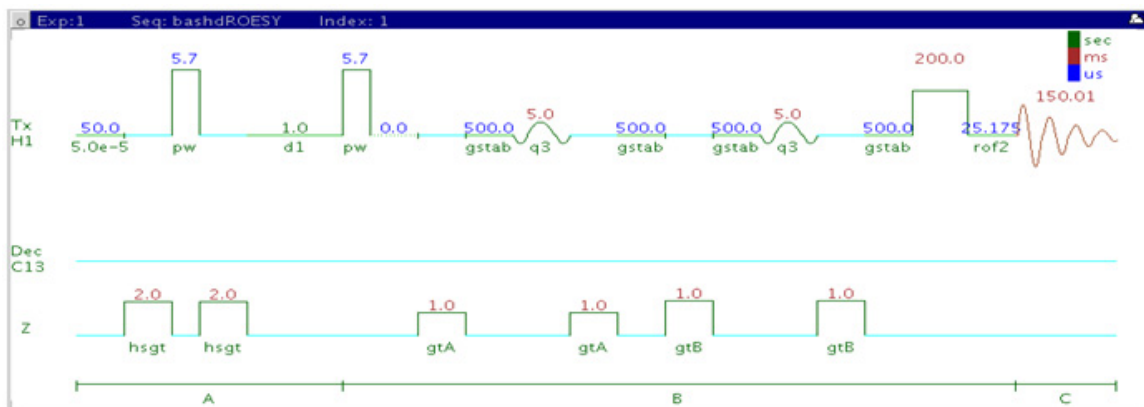 Exp:1 Seq: bashdROESY Index: 1
sec
ms
us
5.7 5.7 200.0
5.0 5.0 150.01
Tx
H1
50.0 1.0 0.0 500.0 500.0 500.0 500.0 25.175
5.0e-5 pw d1 pw gstab q3 gstab gstab q3 gstab rof2
Dec
C13
Z
2.0 2.0 1.0 1.0 1.0 1.0
hsgt hsgt gtA gtA gtB gtB
A B C